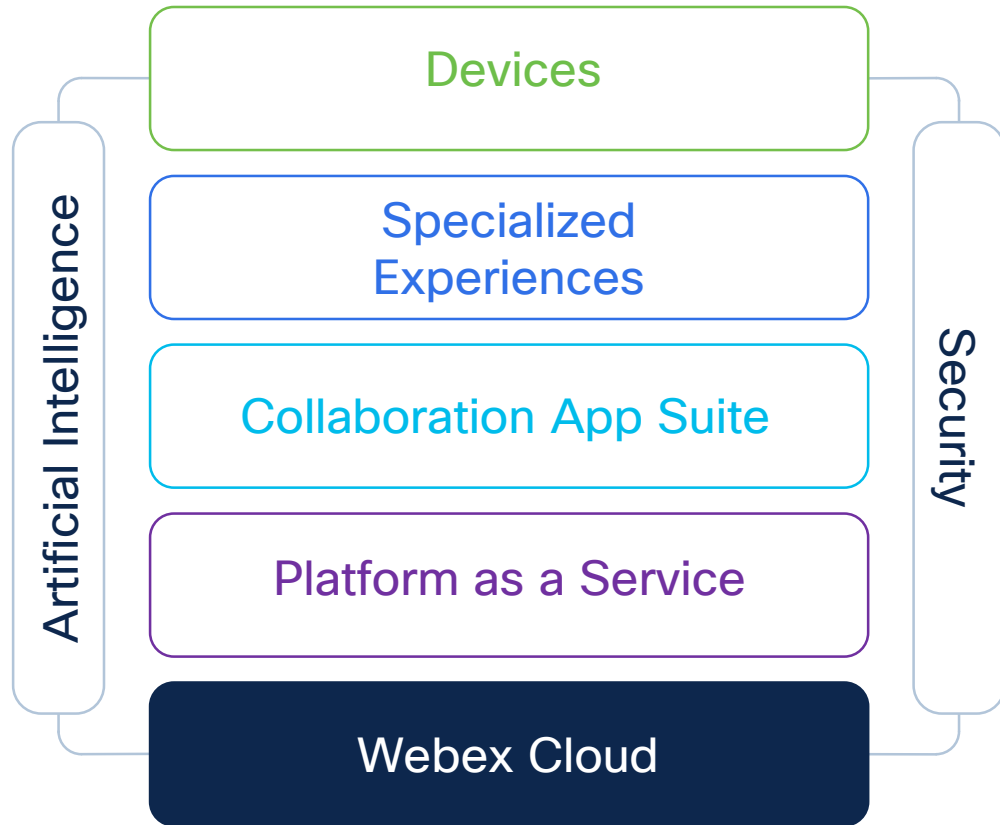 Devices
Artificial Intelligence
Specialized
Experiences
Security
Collaboration App Suite
Platform as a Service
Webex Cloud